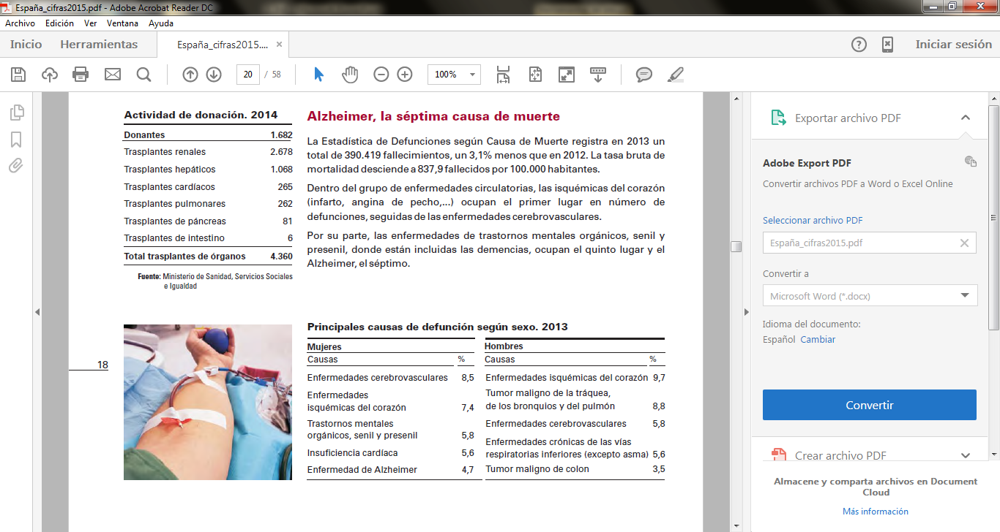 España_cifras2015.pdf - Adobe Acrobat Reader DC
Archivo Edición Ver Ventana Ayuda
Inicio Herramientas España_cifras2015.... × Iniciar sesión
20 / 58 100%
Actividad de donación. 2014
Donantes 1.682
Trasplantes renales 2.678
Trasplantes hepáticos 1.068
Trasplantes cardíacos 265
Trasplantes pulmonares 262
Trasplantes de páncreas 81
Trasplantes de intestino 6
Total trasplantes de órganos 4.360
Fuente: Ministerio de Sanidad, Servicios Sociales
e Igualdad
Alzheimer, la séptima causa de muerte
La Estadística de Defunciones según Causa de Muerte registra en 2013 un
total de 390.419 fallecimientos, un 3,1% menos que en 2012. La tasa bruta de
mortalidad desciende a 837,9 fallecidos por 100.000 habitantes.
Dentro del grupo de enfermedades circulatorias, las isquémicas del corazón
(infarto, angina de pecho,...) ocupan el primer lugar en número de
defunciones, seguidas de las enfermedades cerebrovasculares.
Por su parte, las enfermedades de trastornos mentales orgánicos, senil y
presenil, donde están incluidas las demencias, ocupan el quinto lugar y el
Alzheimer, el séptimo.
18
Principales causas de defunción según sexo. 2013
Mujeres
Causas %
Enfermedades cerebrovasculares 8,5
Enfermedades
isquémicas del corazón 7,4
Trastornos mentales
orgánicos, senil y presenil 5,8
Insuficiencia cardíaca 5,6
Enfermedad de Alzheimer 4,7
Hombres
Causas %
Enfermedades isquémicas del corazón 9,7
Tumor maligno de la tráquea,
de los bronquios y del pulmón 8,8
Enfermedades cerebrovasculares 5,8
Enfermedades crónicas de las vías
respiratorias inferiores (excepto asma) 5,6
Tumor maligno de colon 3,5
Exportar archivo PDF
Adobe Export PDF
Convertir archivos PDF a Word o Excel Online
Seleccionar archivo PDF
España_cifras2015.pdf
Convertir a
Microsoft Word (*.docx)
Idioma del documento:
Español Cambiar
Convertir
Crear archivo PDF
Almacene y comparta archivos en Document
Cloud
Más información